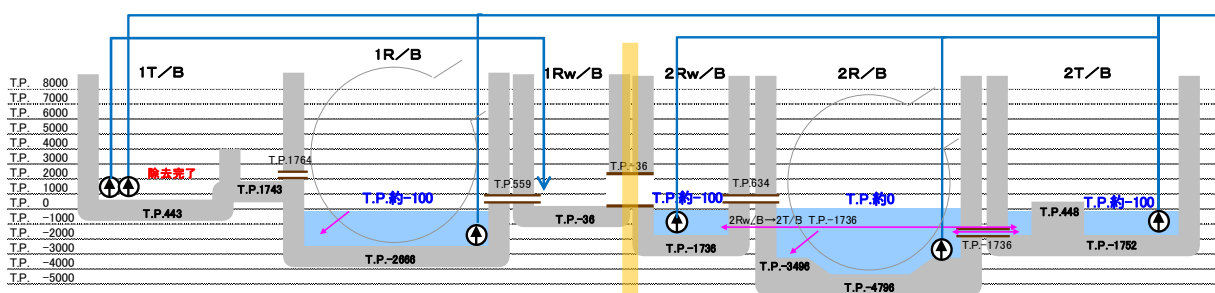 1T/B
1R/B
1Rw/B
2Rw/B
2R/B
2T/B
T.P. 8000
T.P. 7000
T.P. 6000
T.P. 5000
T.P. 4000
T.P. 3000
T.P. 2000
T.P. 1000
T.P. 0
T.P. -1000
T.P. -2000
T.P. -3000
T.P. -4000
T.P. -5000
除去完了
T.P.1764
T.P.1743
T.P.443
T.P.約-100
T.P.-2666
T.P.559
T.P.-36
T.P.-36
T.P.約-100
T.P.634
T.P.約0
2Rw/B→2T/B T.P.-1736
T.P.-1736
T.P.-3496
T.P.-4796
T.P.448
T.P.約-100
T.P.-1736
T.P.-1752